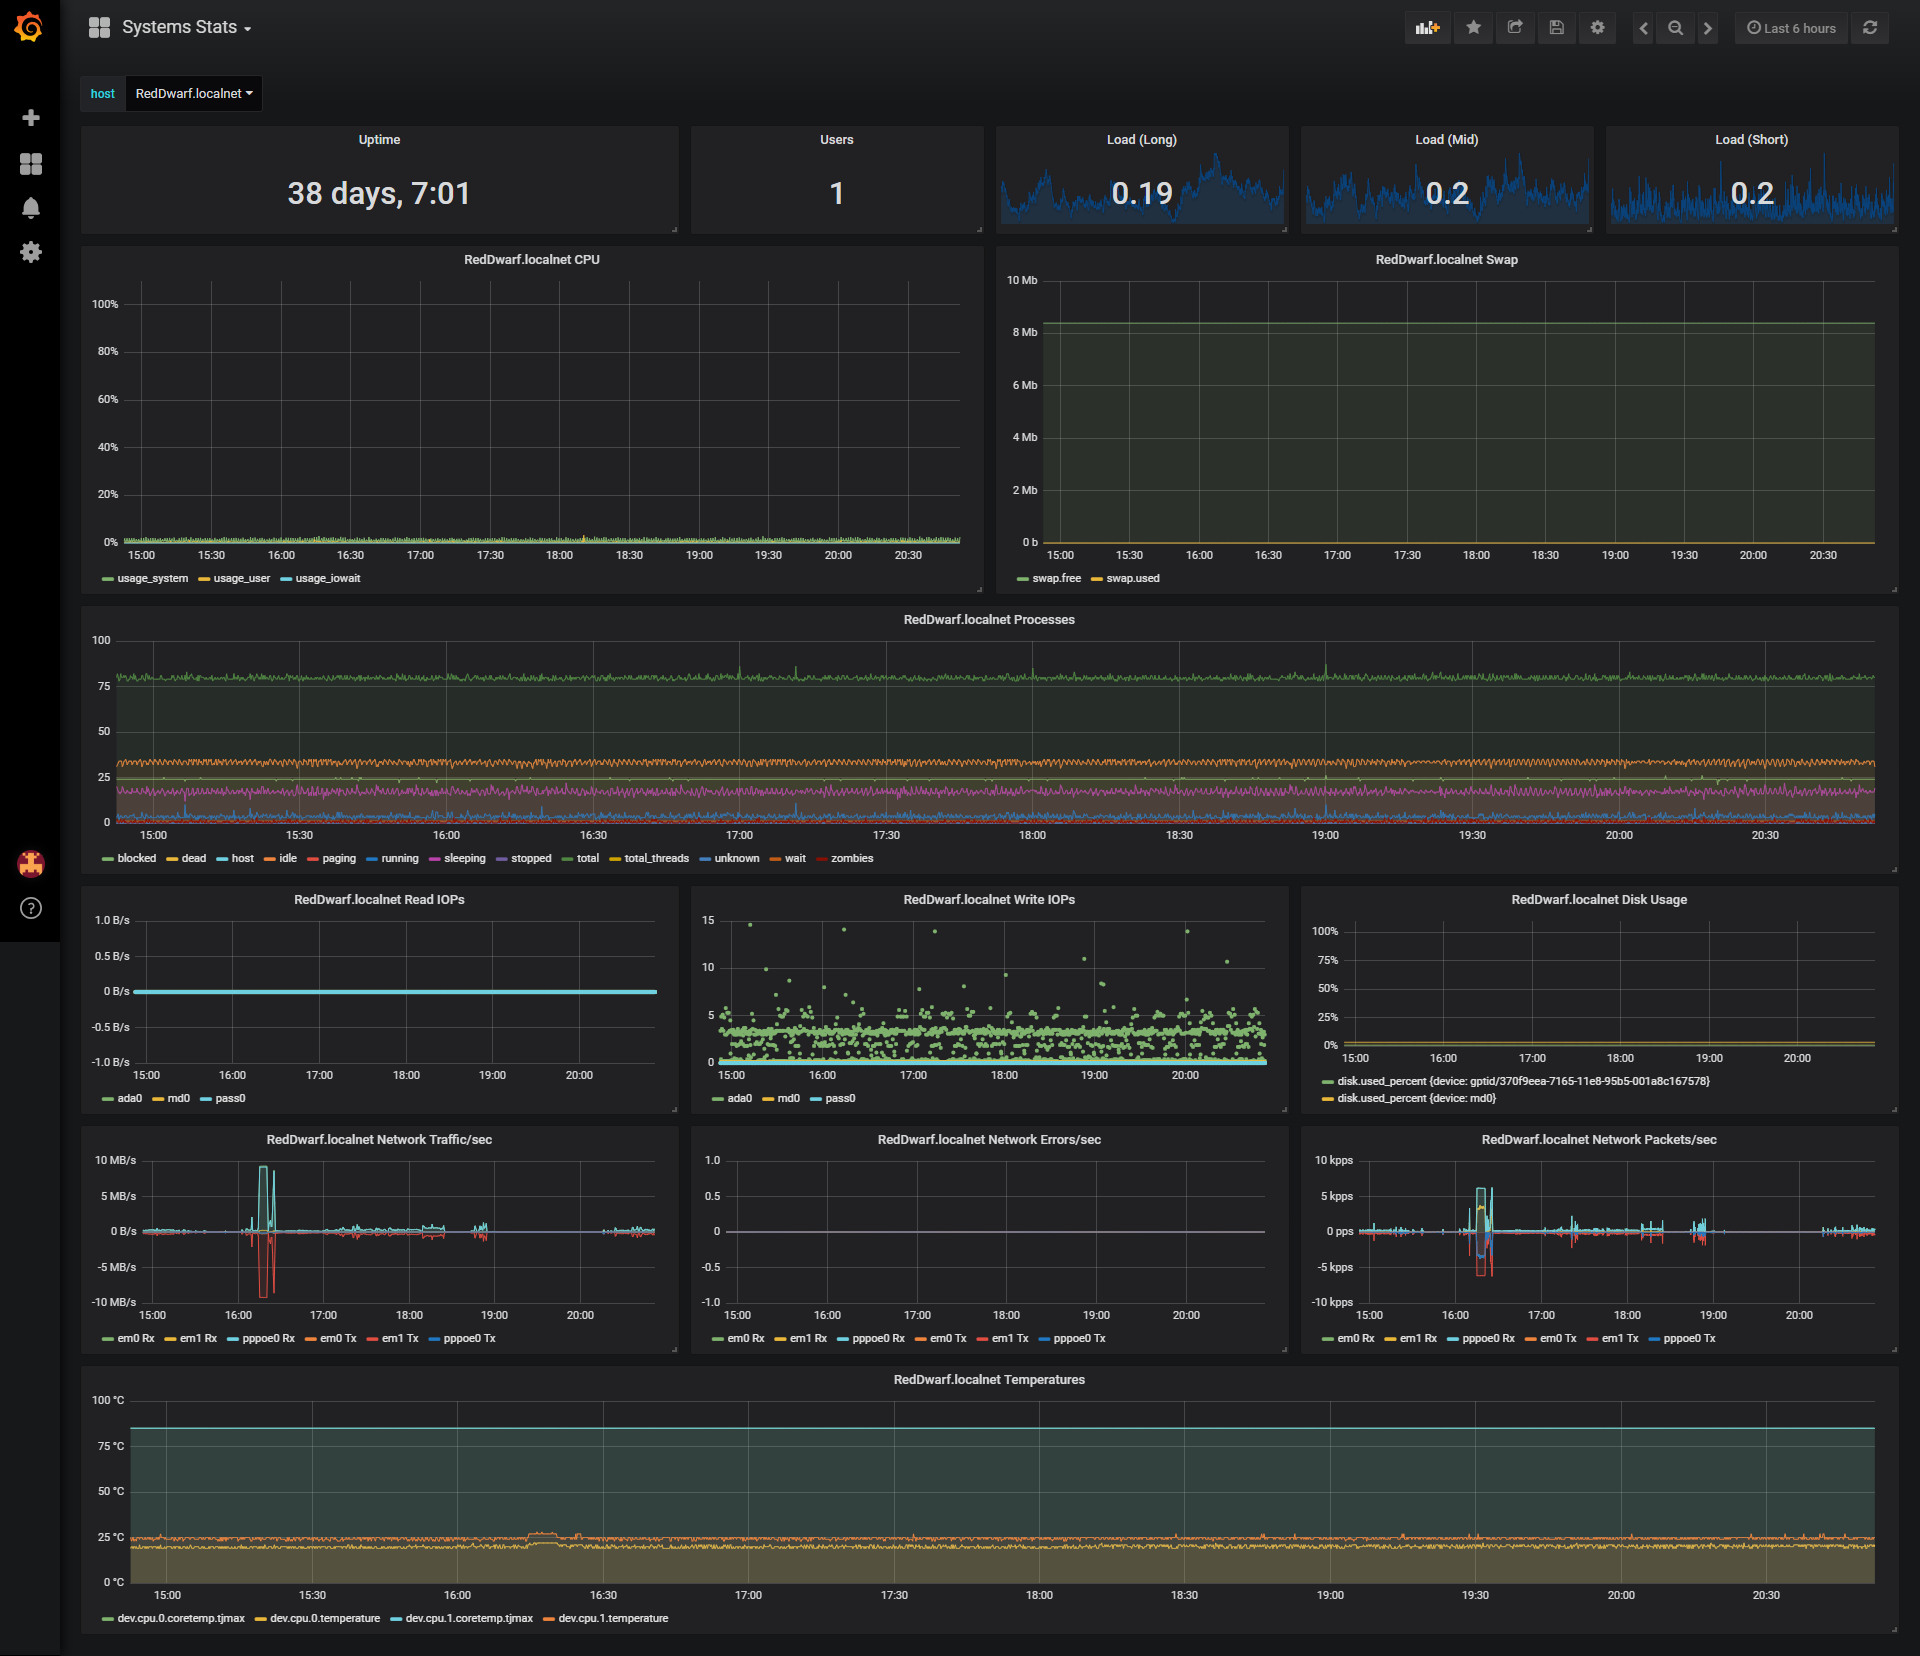 Systems Stats
Last 6 hours
host RedDwarf.localnet
Uptime
38 days, 7:01
Users
1
Load (Long)
0.19
Load (Mid)
0.2
Load (Short)
0.2
RedDwarf.localnet CPU
100%
80%
60%
40%
20%
0%
15:00 15:30 16:00 16:30 17:00 17:30 18:00 18:30 19:00 19:30 20:00 20:30
usage_system usage_user usage_iowait
RedDwarf.localnet Swap
10 Mb
8 Mb
6 Mb
4 Mb
2 Mb
0 b
15:00 15:30 16:00 16:30 17:00 17:30 18:00 18:30 19:00 19:30 20:00 20:30
swap.free swap.used
RedDwarf.localnet Processes
100
75
50
25
0
15:00 15:30 16:00 16:30 17:00 17:30 18:00 18:30 19:00 19:30 20:00 20:30
blocked dead host idle paging running sleeping stopped total total_threads unknown wait zombies
RedDwarf.localnet Read IOPs
1.0 B/s
0.5 B/s
0 B/s
-0.5 B/s
-1.0 B/s
15:00 16:00 17:00 18:00 19:00 20:00
ada0 md0 pass0
RedDwarf.localnet Write IOPs
15
10
5
0
15:00 16:00 17:00 18:00 19:00 20:00
ada0 md0 pass0
RedDwarf.localnet Disk Usage
100%
75%
50%
25%
0%
15:00 16:00 17:00 18:00 19:00 20:00
disk.used_percent {device: gptid/370f9eea-7165-11e8-95b5-001a8c167578}
disk.used_percent {device: md0}
RedDwarf.localnet Network Traffic/sec
10 MB/s
5 MB/s
0 B/s
-5 MB/s
-10 MB/s
15:00 16:00 17:00 18:00 19:00 20:00
em0 Rx em1 Rx pppoe0 Rx em0 Tx em1 Tx pppoe0 Tx
RedDwarf.localnet Network Errors/sec
1.0
0.5
0
-0.5
-1.0
15:00 16:00 17:00 18:00 19:00 20:00
em0 Rx em1 Rx pppoe0 Rx em0 Tx em1 Tx pppoe0 Tx
RedDwarf.localnet Network Packets/sec
10 kpps
5 kpps
0 pps
-5 kpps
-10 kpps
15:00 16:00 17:00 18:00 19:00 20:00
em0 Rx em1 Rx pppoe0 Rx em0 Tx em1 Tx pppoe0 Tx
RedDwarf.localnet Temperatures
100 °C
75 °C
50 °C
25 °C
0 °C
15:00 15:30 16:00 16:30 17:00 17:30 18:00 18:30 19:00 19:30 20:00 20:30
dev.cpu.0.coretemp.tjmax dev.cpu.0.temperature dev.cpu.1.coretemp.tjmax dev.cpu.1.temperature